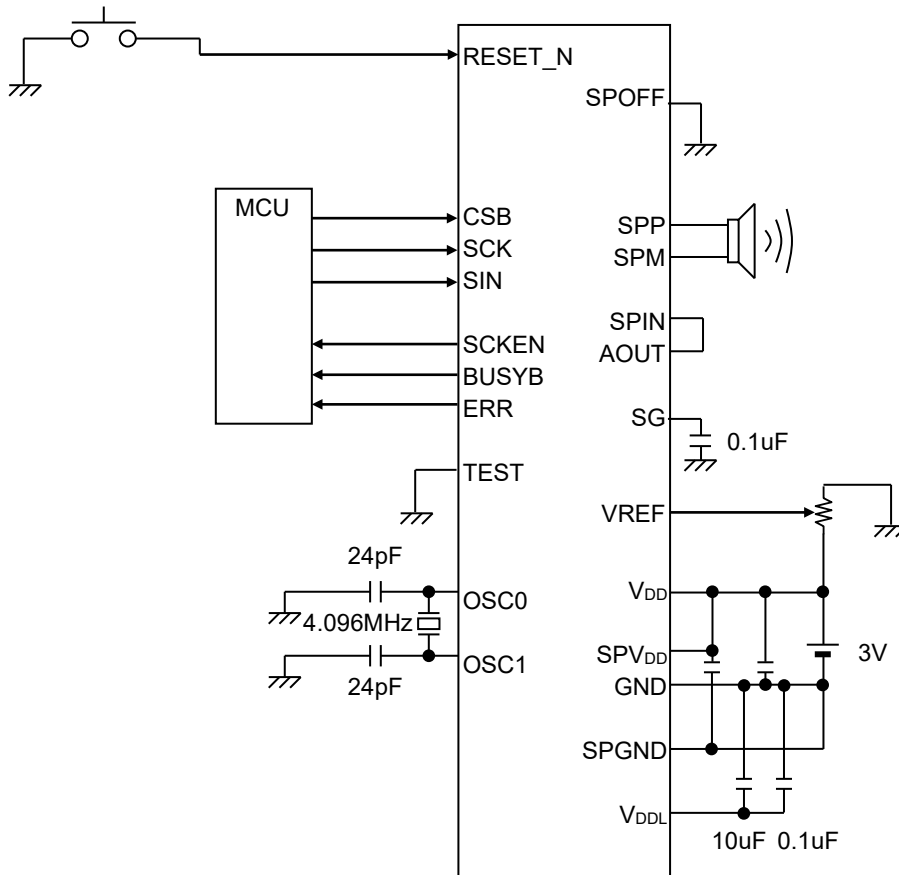 RESET_N
SPOFF
MCU
CSB
SCK
SIN
SCKEN
BUSYB
ERR
TEST
24pF
OSC0
4.096MHz
OSC1
24pF
SPP
SPM
SPIN
AOUT
SG
0.1uF
VREF
VDD
SPVDD
3V
GND
SPGND
VDDL
10uF 0.1uF